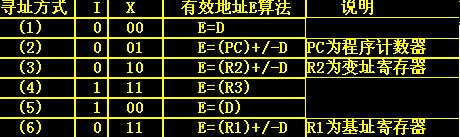 寻址方式 I X 有效地址E算法 说明
(1) 0 00 E=D
(2) 0 01 E=(PC)+/-D PC为程序计数器
(3) 0 10 E=(R2)+/-D R2为变址寄存器
(4) 1 11 E=(R3)
(5) 1 00 E=(D)
(6) 0 11 E=(R1)+/-D R1为基址寄存器